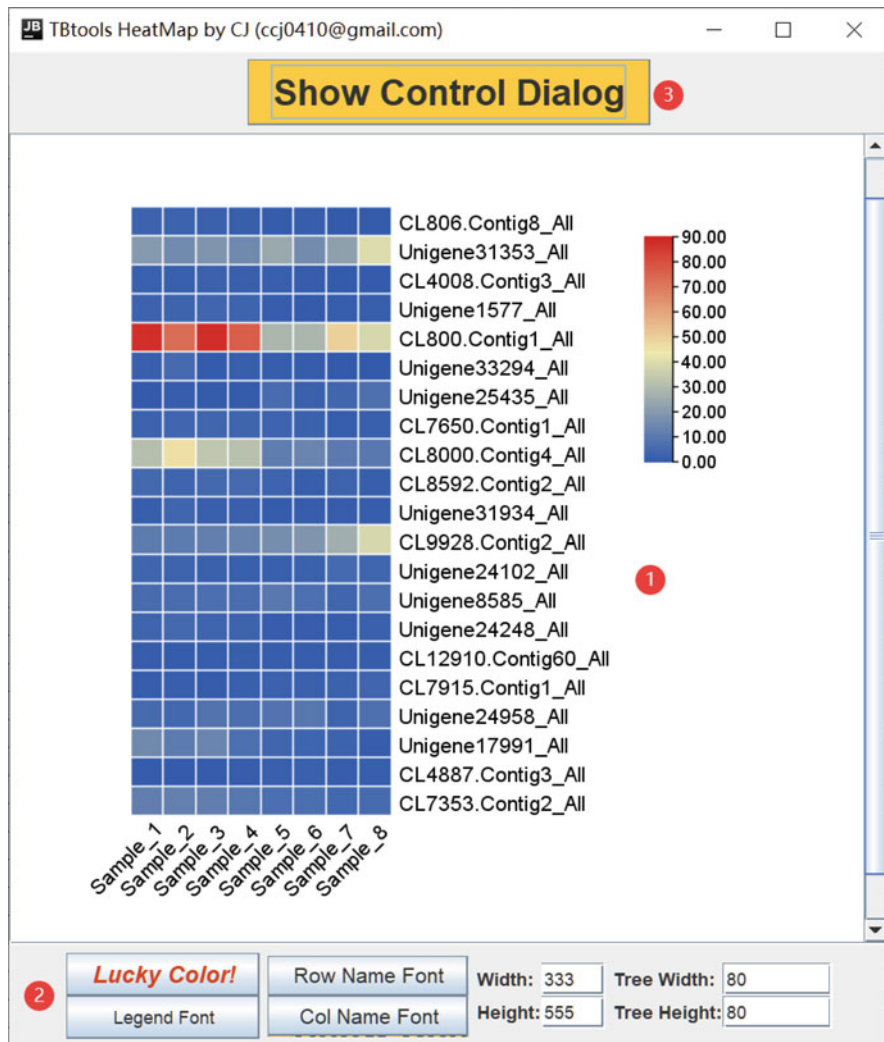 JB TBtools HeatMap by CJ (ccj0410@gmail.com)
Show Control Dialog
3
CL806.Contig8_All
Unigene31353_All
CL4008.Contig3_All
Unigene1577_All
CL800.Contig1_All
Unigene33294_All
Unigene25435_All
CL7650.Contig1_All
CL8000.Contig4_All
CL8592.Contig2_All
Unigene31934_All
CL9928.Contig2_All
Unigene24102_All
Unigene8585_All
Unigene24248_All
CL12910.Contig60_All
CL7915.Contig1_All
Unigene24958_All
Unigene17991_All
CL4887.Contig3_All
CL7353.Contig2_All
90.00
80.00
70.00
60.00
50.00
40.00
30.00
20.00
10.00
0.00
1
Sample_1
Sample_2
Sample_3
Sample_4
Sample_5
Sample_6
Sample_7
Sample_8
2
Lucky Color! Row Name Font Width: 333 Tree Width: 80
Legend Font Col Name Font Height: 555 Tree Height: 80